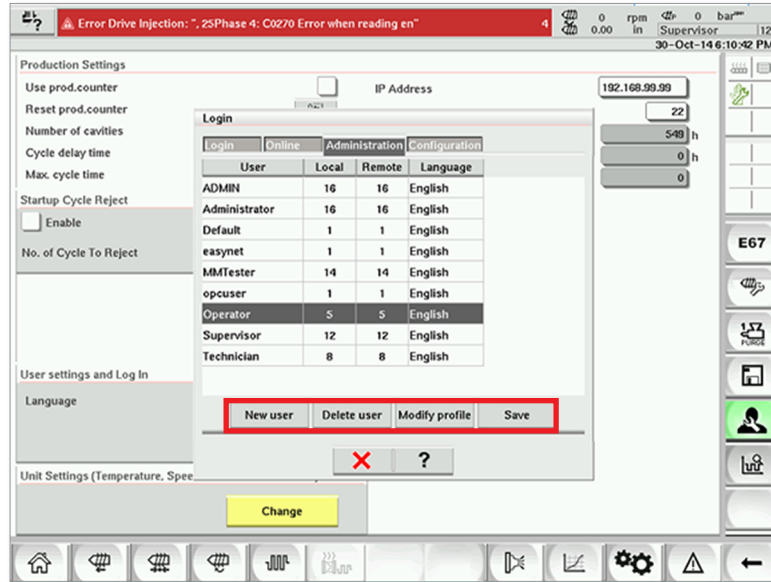 Error Drive Injection: ", 25Phase 4: C0270 Error when reading en" 4
0 rpm 0 bar
0.00 in Supervisor 12
30-Oct-14 6:10:42 PM
Production Settings
Use prod.counter IP Address 192.168.99.99
Reset prod.counter 22
Number of cavities 549 h
Cycle delay time 0 h
Max. cycle time 0
Startup Cycle Reject
Enable
No. of Cycle To Reject
User settings and Log In
Language
Unit Settings (Temperature, Spee
Change
Login
Login Online Administration Configuration
User Local Remote Language
ADMIN 16 16 English
Administrator 16 16 English
Default 1 1 English
easynet 1 1 English
MMTester 14 14 English
opcuser 1 1 English
Operator 5 5 English
Supervisor 12 12 English
Technician 8 8 English
New user Delete user Modify profile Save
?
E67
PURGE